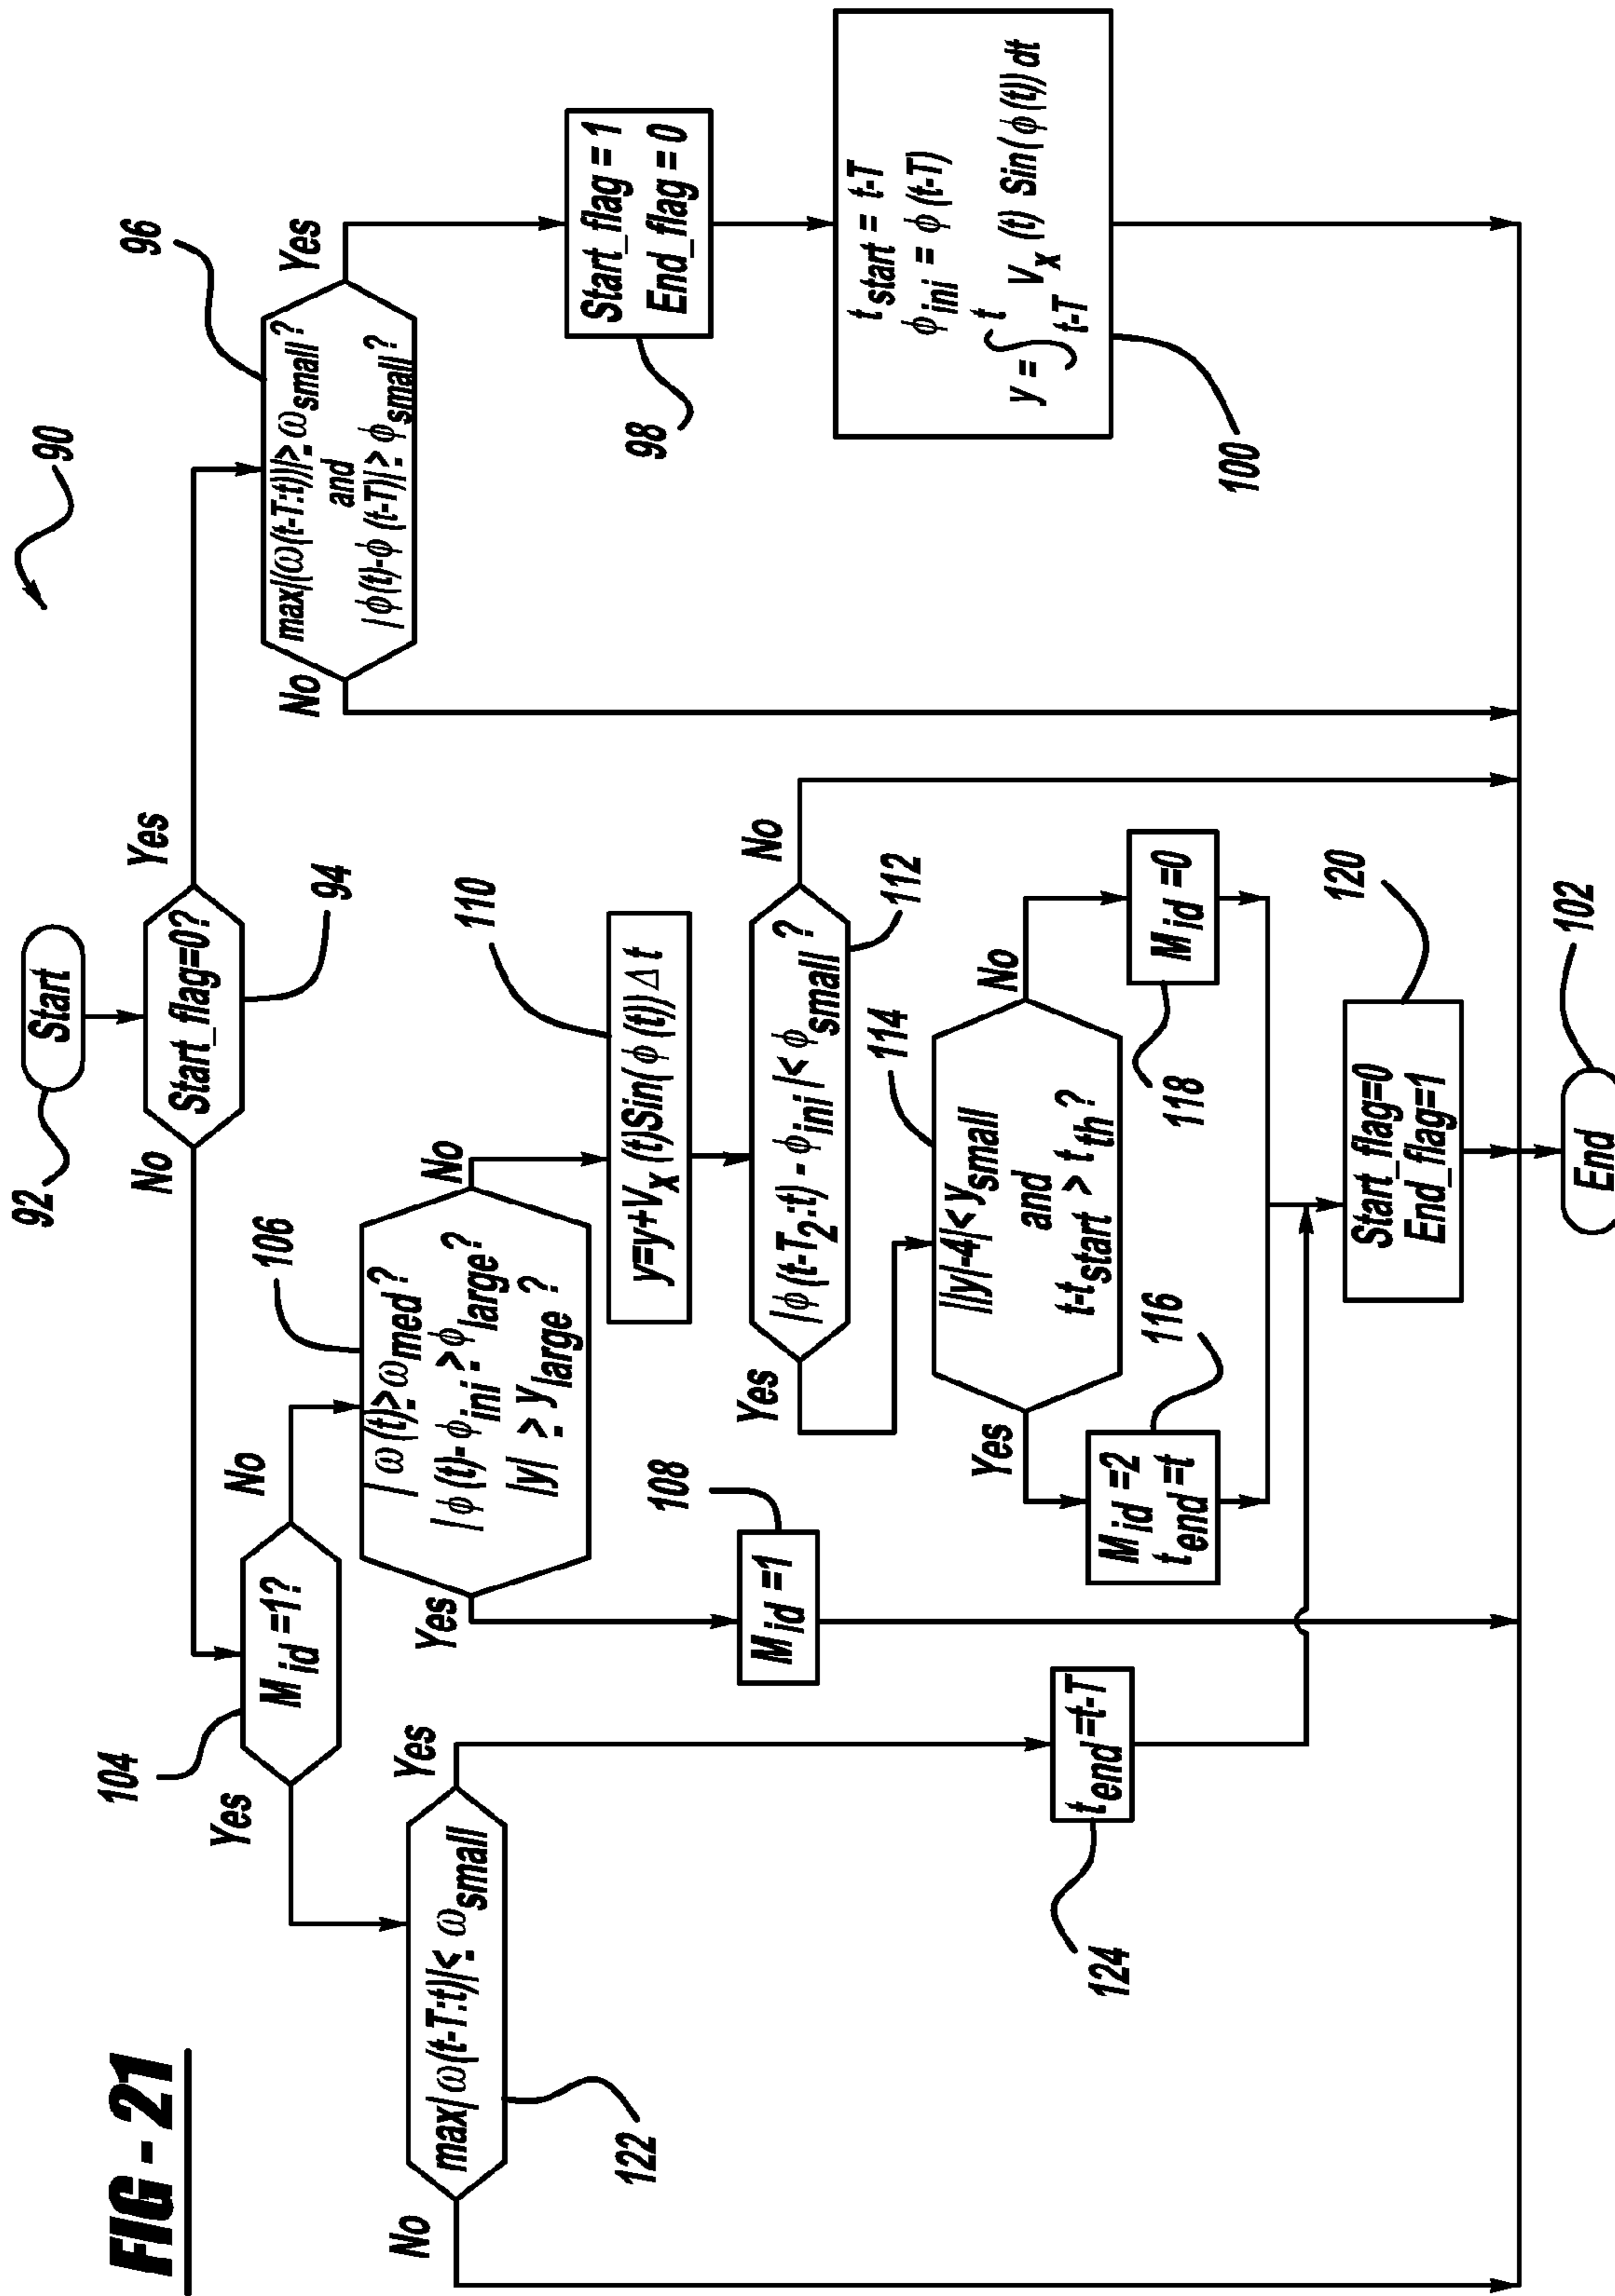 FIG - 21
90
92
Start
94
Start_flag=0?
Yes
No
96
max|(ω(t-T:t))|≥ωsmall?
and
|ϕ(t)-ϕ(t-T)|≥ϕsmall?
Yes
No
98
Start_flag = 1
End_flag = 0
100
tstart = t-T
ϕini = ϕ(t-T)
y = ∫t-T t Vx(t) Sin(ϕ(t)) dt
104
Mid =1?
Yes
No
106
|ω(t)≥ωmed?
|ϕ(t)-ϕini≥ϕlarge?
|y| ≥ylarge?
Yes
No
108
Mid =1
110
y=y+Vx(t)Sin(ϕ(t))Δt
112
|ϕ(t-T2:t)-ϕini|<ϕsmall?
Yes
No
114
||y|-4|<ysmall
and
t-tstart > tth?
Yes
No
116
Mid =2
tend=t
118
Mid =0
120
Start_flag=0
End_flag=1
122
max|ω(t-T:t)|≤ωsmall
Yes
No
124
tend=t-T
102
End